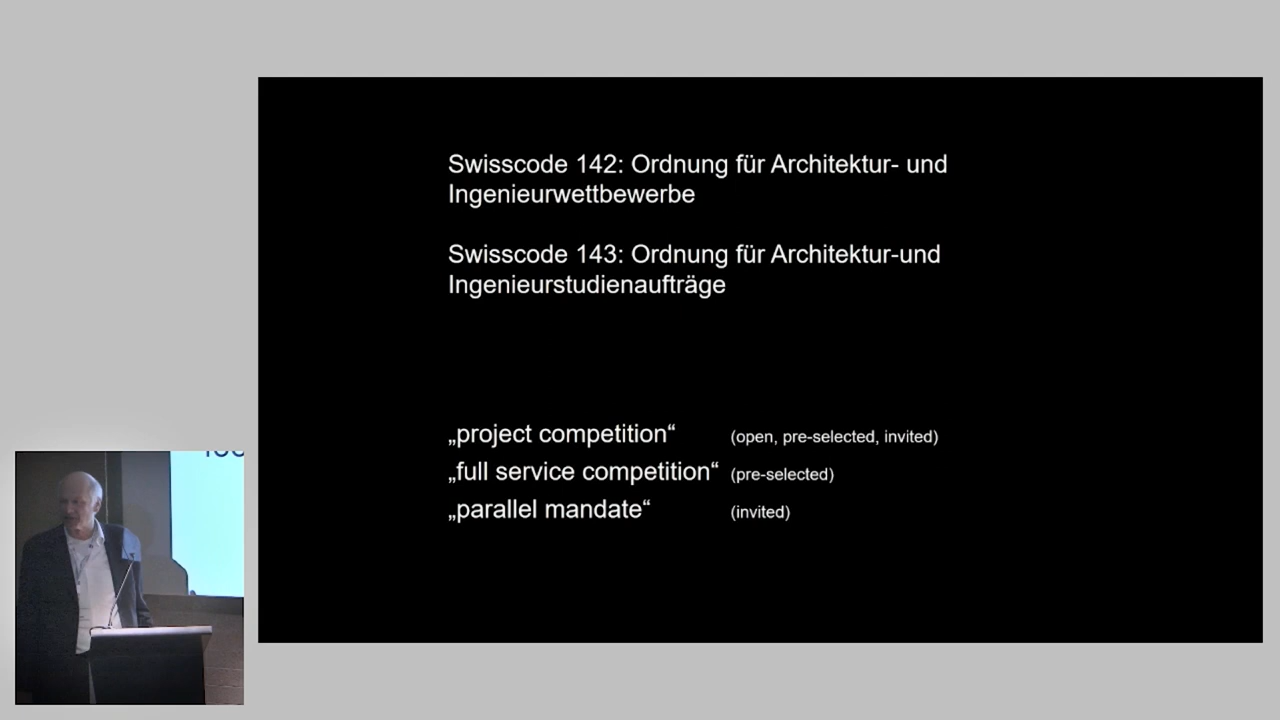 Swisscode 142: Ordnung für Architektur- und
Ingenieurwettbewerbe
Swisscode 143: Ordnung für Architektur-und
Ingenieurstudienaufträge
„project competition“ (open, pre-selected, invited)
„full service competition“ (pre-selected)
„parallel mandate“ (invited)